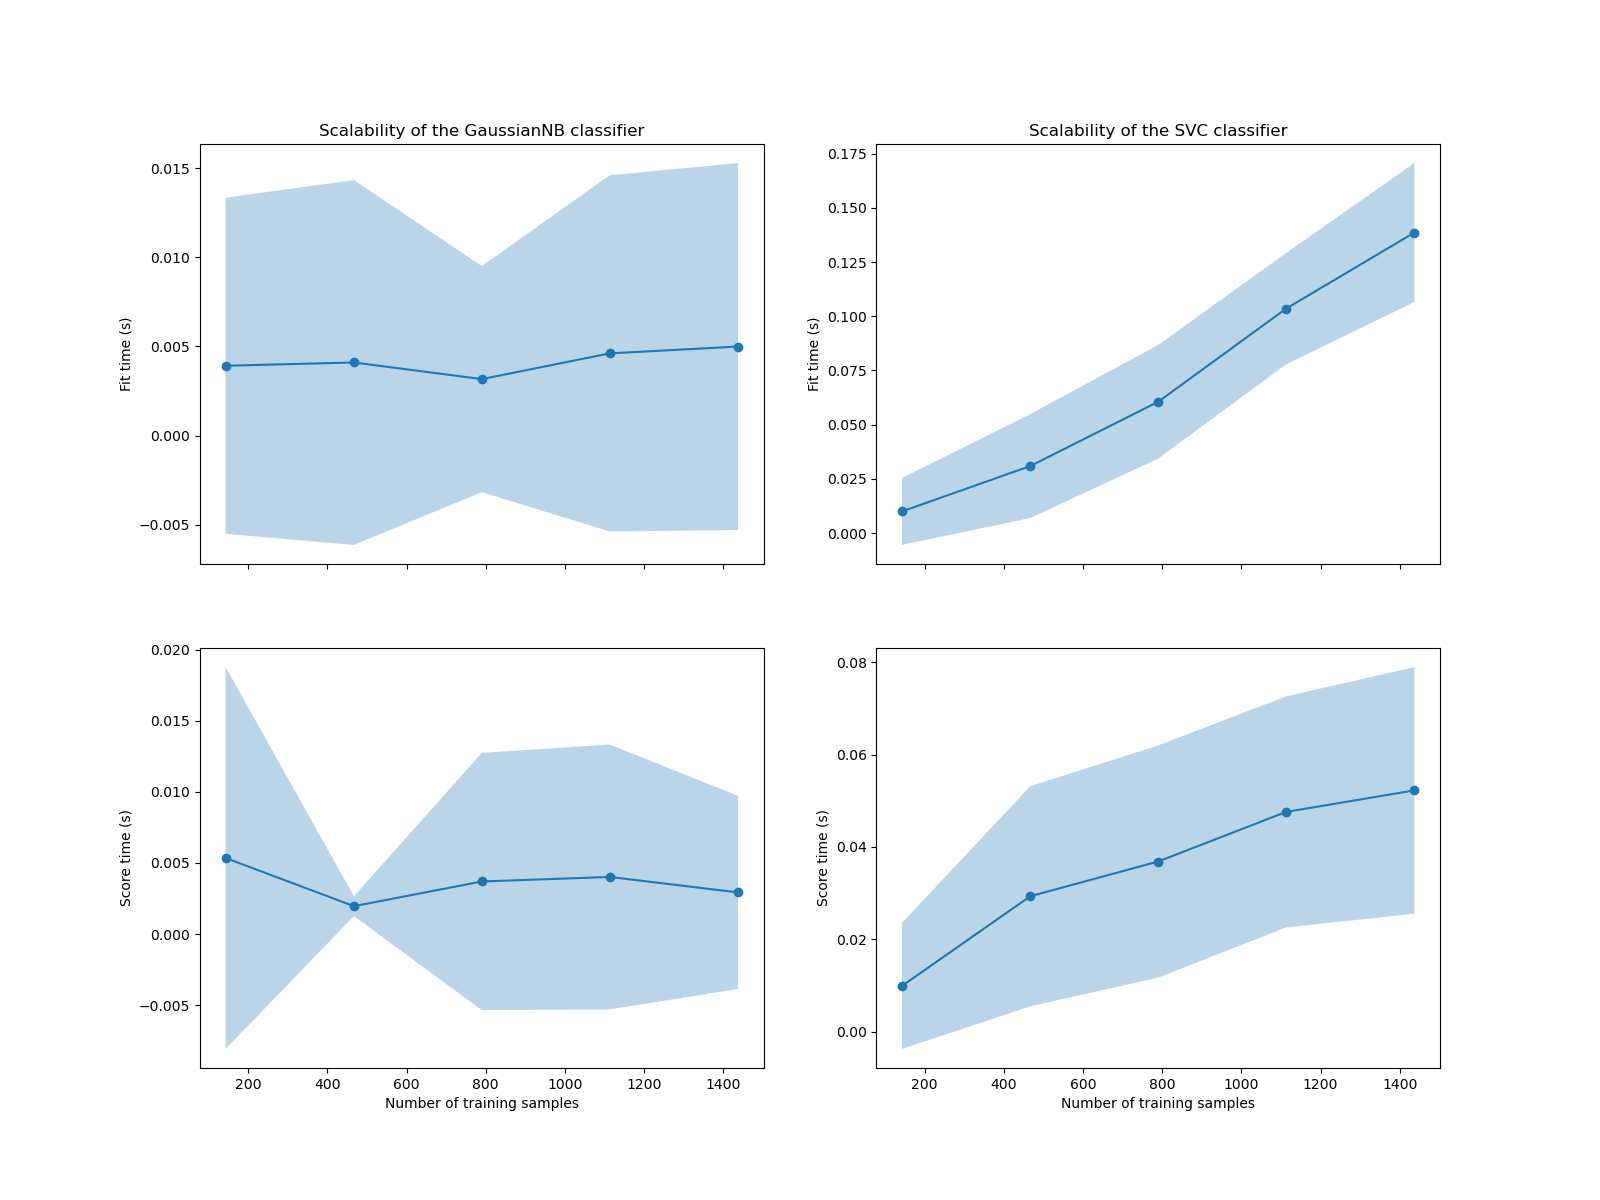 Scalability of the GaussianNB classifier
0.015
0.010
0.005
0.000
−0.005
Fit time (s)
Scalability of the SVC classifier
0.175
0.150
0.125
0.100
0.075
0.050
0.025
0.000
Fit time (s)
0.020
0.015
0.010
0.005
0.000
−0.005
Score time (s)
200 400 600 800 1000 1200 1400
Number of training samples
0.08
0.06
0.04
0.02
0.00
Score time (s)
200 400 600 800 1000 1200 1400
Number of training samples